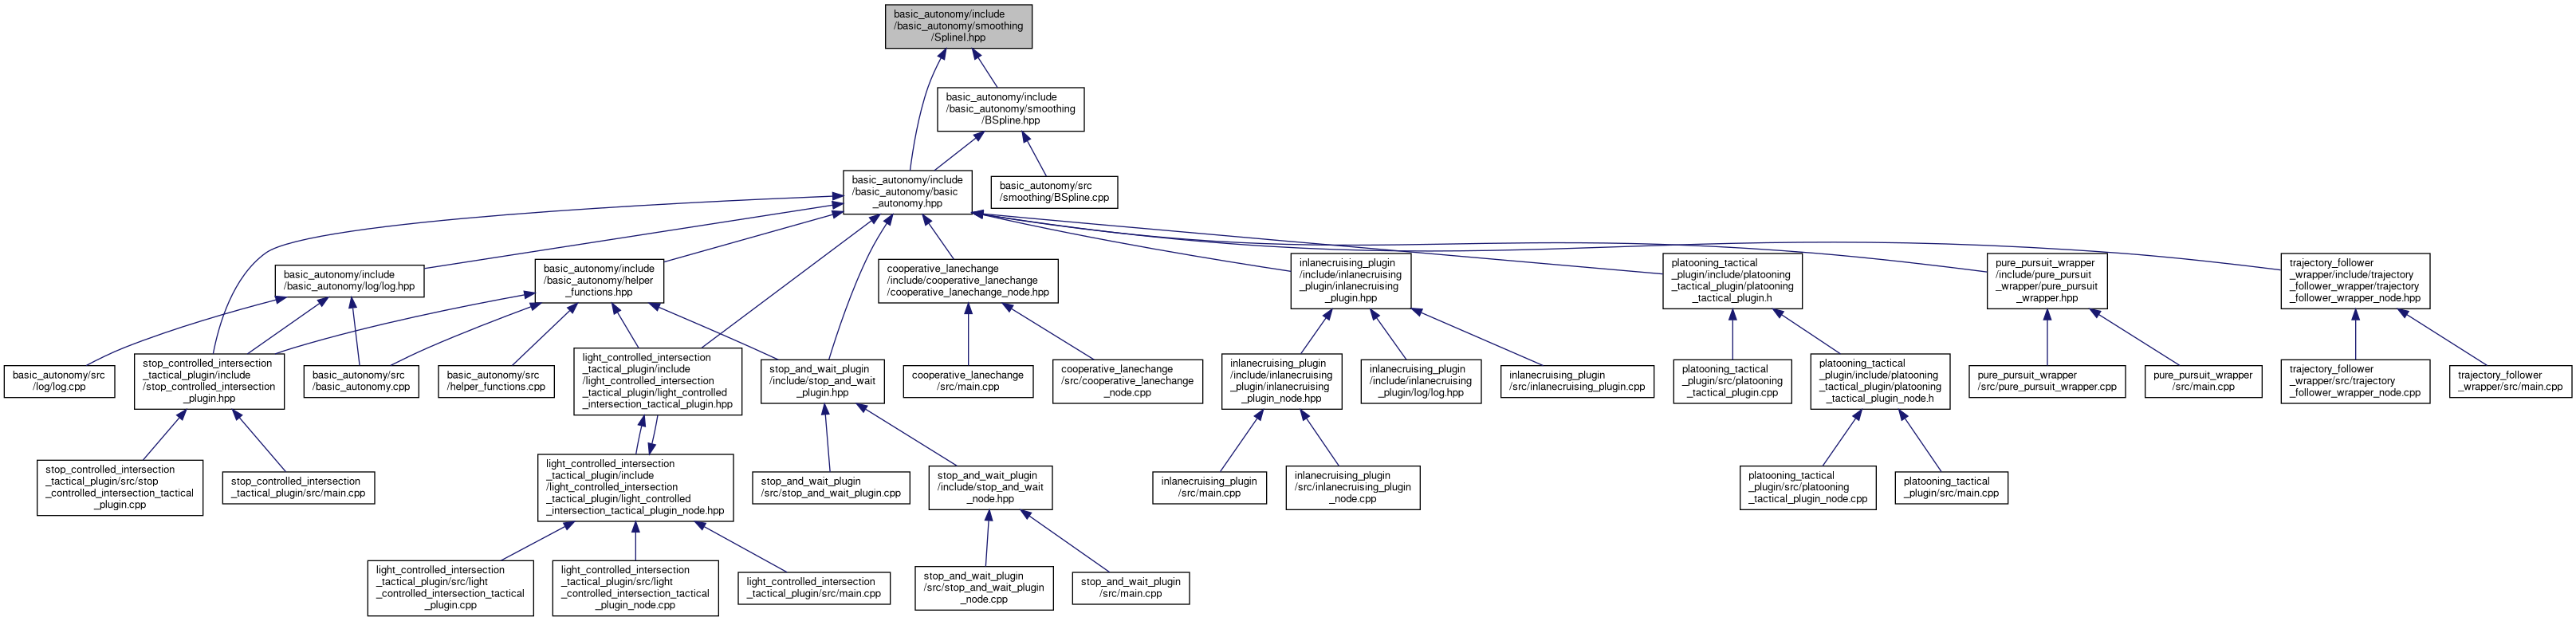 basic_autonomy/include
/basic_autonomy/smoothing
/SplineI.hpp
basic_autonomy/include
/basic_autonomy/smoothing
/BSpline.hpp
basic_autonomy/include
/basic_autonomy/basic
_autonomy.hpp
basic_autonomy/src
/smoothing/BSpline.cpp
basic_autonomy/include
/basic_autonomy/log/log.hpp
basic_autonomy/include
/basic_autonomy/helper
_functions.hpp
cooperative_lanechange
/include/cooperative_lanechange
/cooperative_lanechange_node.hpp
inlanecruising_plugin
/include/inlanecruising
_plugin/inlanecruising
_plugin.hpp
platooning_tactical
_plugin/include/platooning
_tactical_plugin/platooning
_tactical_plugin.h
pure_pursuit_wrapper
/include/pure_pursuit
_wrapper/pure_pursuit
_wrapper.hpp
trajectory_follower
_wrapper/include/trajectory
_follower_wrapper/trajectory
_follower_wrapper_node.hpp
basic_autonomy/src
/log/log.cpp
stop_controlled_intersection
_tactical_plugin/include
/stop_controlled_intersection
_plugin.hpp
basic_autonomy/src
/basic_autonomy.cpp
basic_autonomy/src
/helper_functions.cpp
light_controlled_intersection
_tactical_plugin/include
/light_controlled_intersection
_tactical_plugin/light_controlled
_intersection_tactical_plugin.hpp
stop_and_wait_plugin
/include/stop_and_wait
_plugin.hpp
cooperative_lanechange
/src/main.cpp
cooperative_lanechange
/src/cooperative_lanechange
_node.cpp
inlanecruising_plugin
/include/inlanecruising
_plugin/inlanecruising
_plugin_node.hpp
inlanecruising_plugin
/include/inlanecruising
_plugin/log/log.hpp
inlanecruising_plugin
/src/inlanecruising_plugin.cpp
platooning_tactical
_plugin/src/platooning
_tactical_plugin.cpp
platooning_tactical
_plugin/include/platooning
_tactical_plugin/platooning
_tactical_plugin_node.h
pure_pursuit_wrapper
/src/pure_pursuit_wrapper.cpp
pure_pursuit_wrapper
/src/main.cpp
trajectory_follower
_wrapper/src/trajectory
_follower_wrapper_node.cpp
trajectory_follower
_wrapper/src/main.cpp
stop_controlled_intersection
_tactical_plugin/src/stop
_controlled_intersection_tactical
_plugin.cpp
stop_controlled_intersection
_tactical_plugin/src/main.cpp
light_controlled_intersection
_tactical_plugin/include
/light_controlled_intersection
_tactical_plugin/light_controlled
_intersection_tactical_plugin_node.hpp
stop_and_wait_plugin
/src/stop_and_wait_plugin.cpp
stop_and_wait_plugin
/include/stop_and_wait
_node.hpp
inlanecruising_plugin
/src/main.cpp
inlanecruising_plugin
/src/inlanecruising_plugin
_node.cpp
platooning_tactical
_plugin/src/platooning
_tactical_plugin_node.cpp
platooning_tactical
_plugin/src/main.cpp
light_controlled_intersection
_tactical_plugin/src/light
_controlled_intersection_tactical
_plugin.cpp
light_controlled_intersection
_tactical_plugin/src/light
_controlled_intersection_tactical
_plugin_node.cpp
light_controlled_intersection
_tactical_plugin/src/main.cpp
stop_and_wait_plugin
/src/stop_and_wait_plugin
_node.cpp
stop_and_wait_plugin
/src/main.cpp